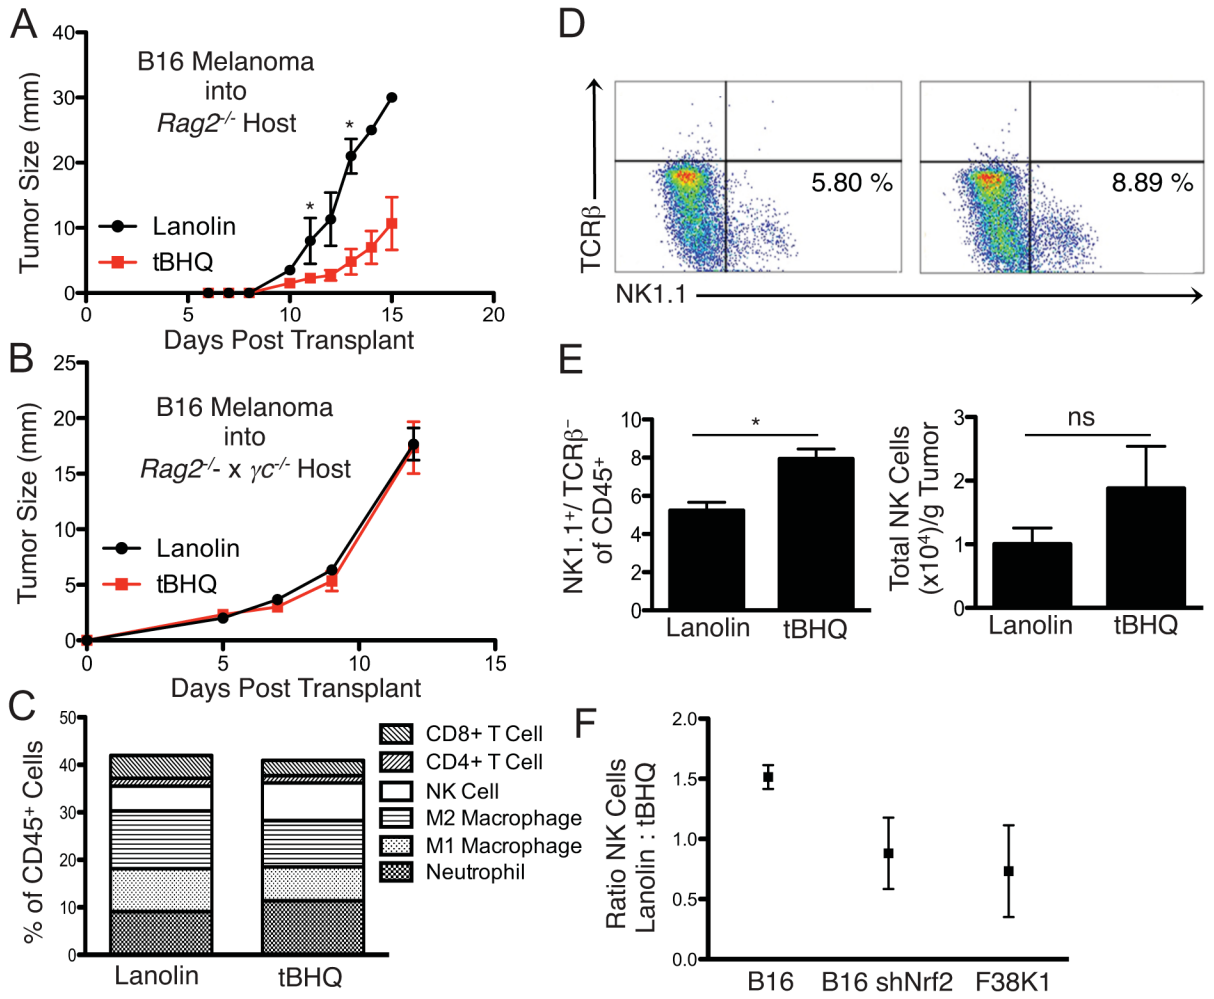 A
Tumor Size (mm)
40
30
20
10
0
B16 Melanoma
into
Rag2-/- Host
*
*
Lanolin
tBHQ
0 5 10 15 20
Days Post Transplant
B
Tumor Size (mm)
25
20
15
10
5
0
B16 Melanoma
into
Rag2-/- x γc-/- Host
Lanolin
tBHQ
0 5 10 15
Days Post Transplant
C
% of CD45+ Cells
50
40
30
20
10
0
Lanolin tBHQ
CD8+ T Cell
CD4+ T Cell
NK Cell
M2 Macrophage
M1 Macrophage
Neutrophil
D
TCRβ
5.80 %
8.89 %
NK1.1
E
NK1.1+/ TCRβ−
of CD45+
10
8
6
4
2
0
*
Lanolin tBHQ
Total NK Cells
(x10⁴)/g Tumor
3
2
1
0
ns
Lanolin tBHQ
F
Ratio NK Cells
Lanolin : tBHQ
2.0
1.5
1.0
0.5
0.0
B16 B16 shNrf2 F38K1